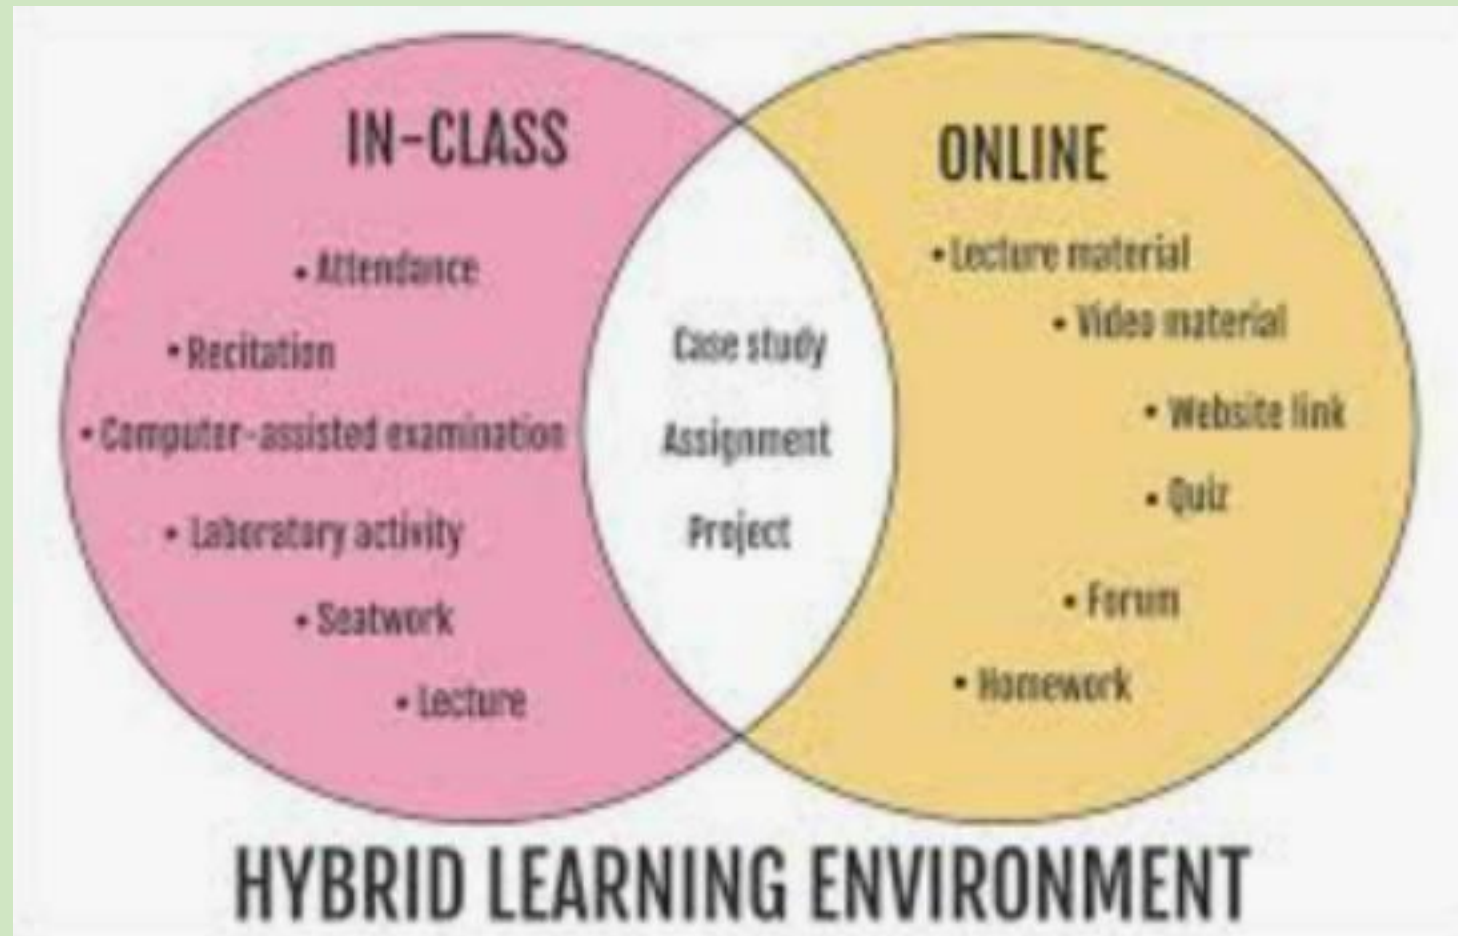 IN-CLASS
• Attendance
• Recitation
• Computer-assisted examination
• Laboratory activity
• Seatwork
• Lecture
Case study
Assignment
Project
ONLINE
• Lecture material
• Video material
• Website link
• Quiz
• Forum
• Homework
HYBRID LEARNING ENVIRONMENT